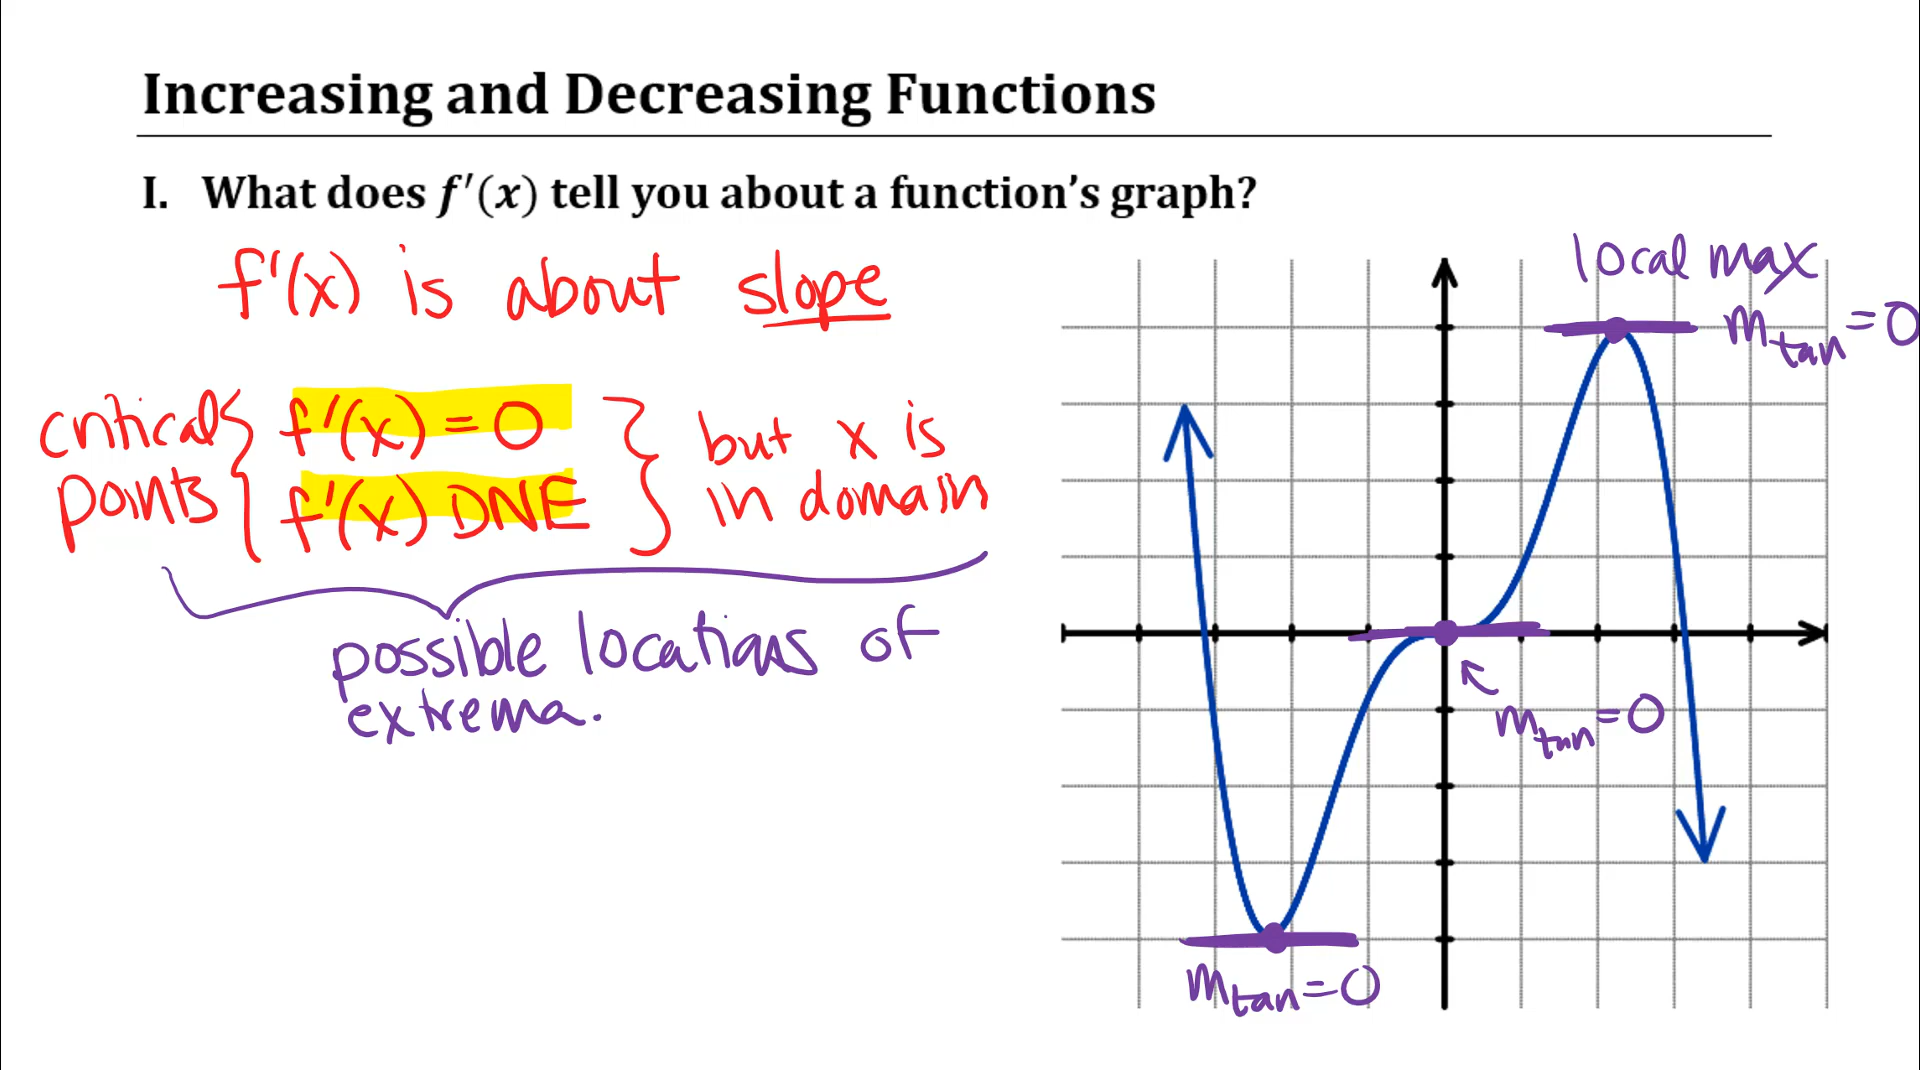 Increasing and Decreasing Functions
I. What does f′(x) tell you about a function's graph?
f'(x) is about slope
critical points { f'(x) = 0
f'(x) DNE } but x is in domain
possible locations of
extrema.
local max
m_tan = 0
m_tan = 0
m_tan = 0